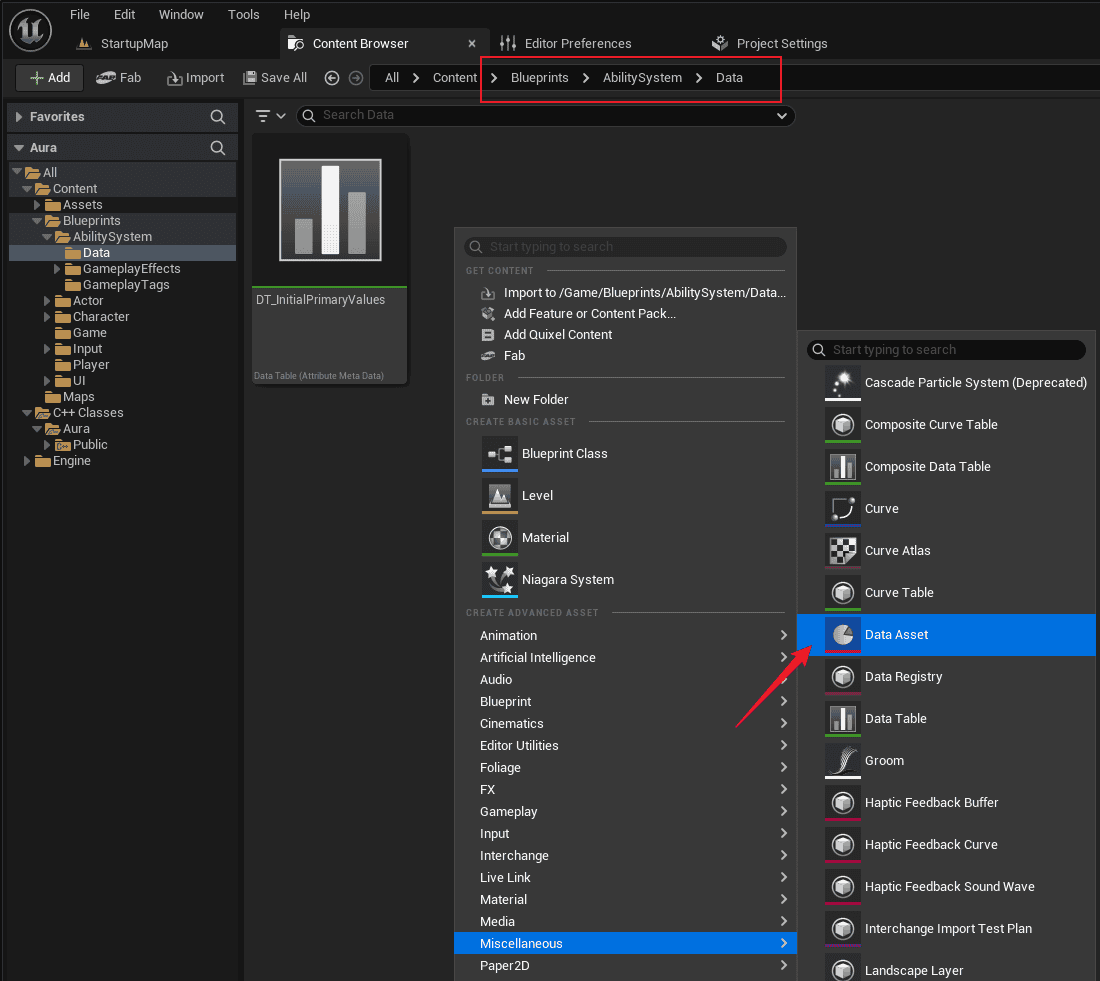 File Edit Window Tools Help
StartupMap Content Browser Editor Preferences Project Settings
Add Fab Import Save All All Content Blueprints AbilitySystem Data
Favorites
Aura
All
Content
Assets
Blueprints
AbilitySystem
Data
GameplayEffects
GameplayTags
Actor
Character
Game
Input
Player
UI
Maps
C++ Classes
Aura
Public
Engine
Search Data
DT_InitialPrimaryValues
Data Table (Attribute Meta Data)
Start typing to search
GET CONTENT
Import to /Game/Blueprints/AbilitySystem/Data...
Add Feature or Content Pack...
Add Quixel Content
Fab
FOLDER
New Folder
CREATE BASIC ASSET
Blueprint Class
Level
Material
Niagara System
CREATE ADVANCED ASSET
Animation
Artificial Intelligence
Audio
Blueprint
Cinematics
Editor Utilities
Foliage
FX
Gameplay
Input
Interchange
Live Link
Material
Media
Miscellaneous
Paper2D
Start typing to search
Cascade Particle System (Deprecated)
Composite Curve Table
Composite Data Table
Curve
Curve Atlas
Curve Table
Data Asset
Data Registry
Data Table
Groom
Haptic Feedback Buffer
Haptic Feedback Curve
Haptic Feedback Sound Wave
Interchange Import Test Plan
Landscape Layer